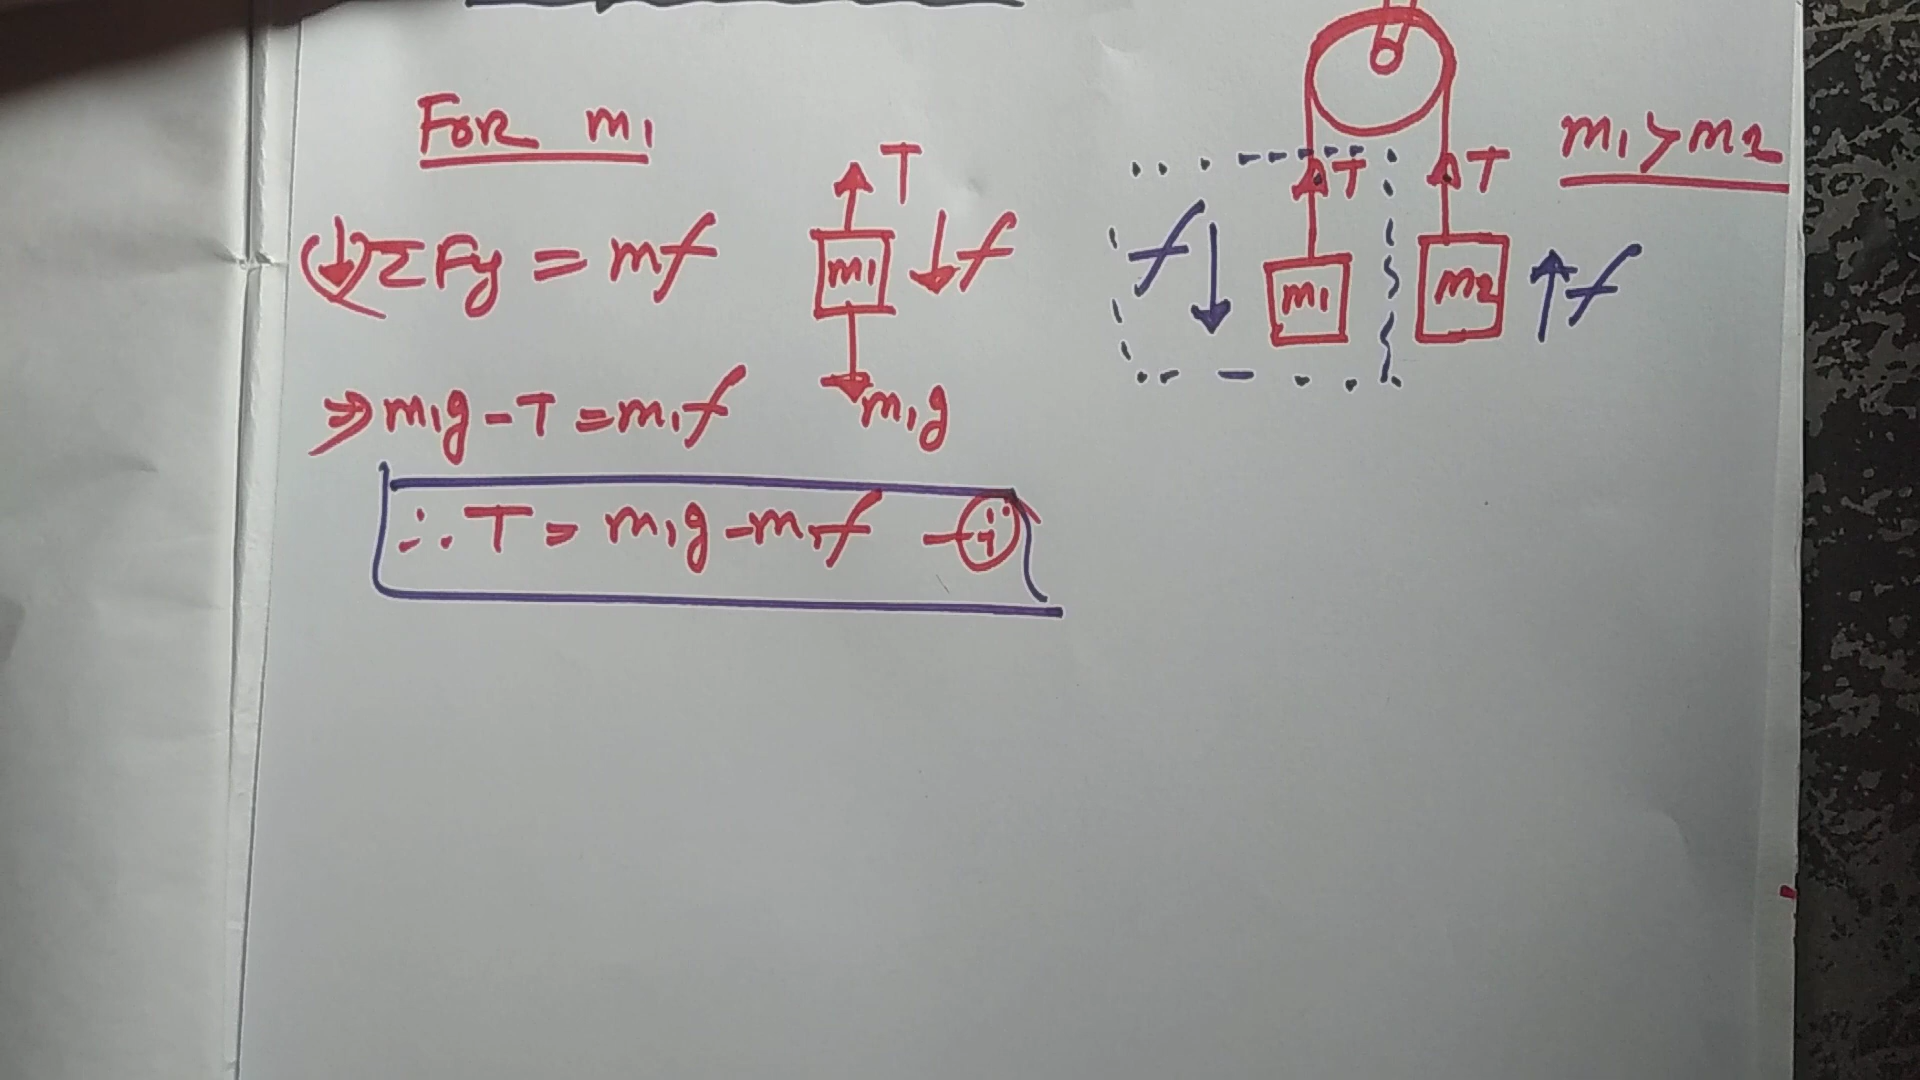 For m1
T
(↓) ΣFy = mf
m1
↓f
⇒ m1g - T = m1f
m1g
∴ T = m1g - m1f - (i)
m1 > m2
T
T
f↓
m1
m2
↑f